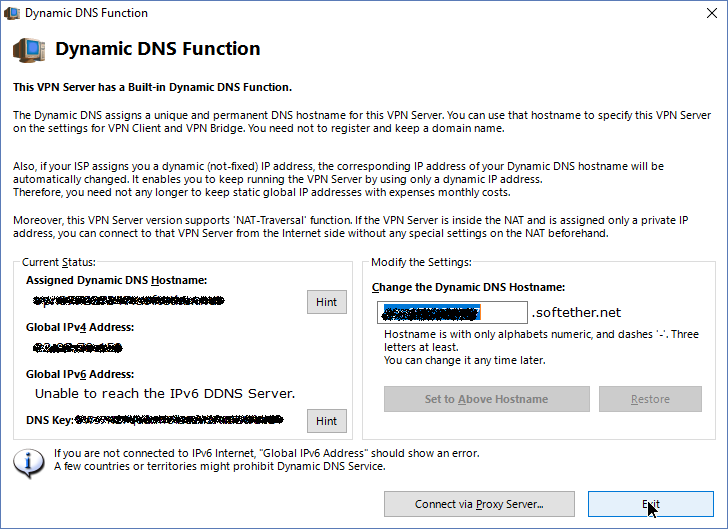 Dynamic DNS Function
Dynamic DNS Function
This VPN Server has a Built-in Dynamic DNS Function.
The Dynamic DNS assigns a unique and permanent DNS hostname for this VPN Server. You can use that hostname to specify this VPN Server
on the settings for VPN Client and VPN Bridge. You need not to register and keep a domain name.
Also, if your ISP assigns you a dynamic (not-fixed) IP address, the corresponding IP address of your Dynamic DNS hostname will be
automatically changed. It enables you to keep running the VPN Server by using only a dynamic IP address.
Therefore, you need not any longer to keep static global IP addresses with expenses monthly costs.
Moreover, this VPN Server version supports 'NAT-Traversal' function. If the VPN Server is inside the NAT and is assigned only a private IP
address, you can connect to that VPN Server from the Internet side without any special settings on the NAT beforehand.
Current Status:
Assigned Dynamic DNS Hostname:
Hint
Global IPv4 Address:
Global IPv6 Address:
Unable to reach the IPv6 DDNS Server.
DNS Key:
Hint
Modify the Settings:
Change the Dynamic DNS Hostname:
.softether.net
Hostname is with only alphabets numeric, and dashes '-'. Three
letters at least.
You can change it any time later.
Set to Above Hostname
Restore
If you are not connected to IPv6 Internet, "Global IPv6 Address" should show an error.
A few countries or territories might prohibit Dynamic DNS Service.
Connect via Proxy Server...
Exit